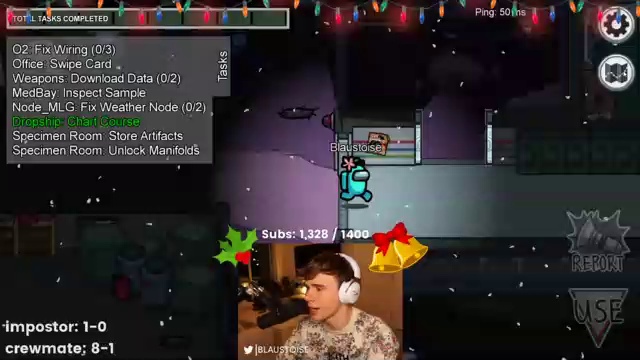 TOTAL TASKS COMPLETED
Ping: 50 ms
O2: Fix Wiring (0/3)
Office: Swipe Card
Weapons: Download Data (0/2)
MedBay: Inspect Sample
Node_MLG: Fix Weather Node (0/2)
Dropship: Chart Course
Specimen Room: Store Artifacts
Specimen Room: Unlock Manifolds
Tasks
Blaustoise
Subs: 1,328 / 1400
REPORT
USE
impostor: 1-0
crewmate; 8-1
|BLAUSTOISE